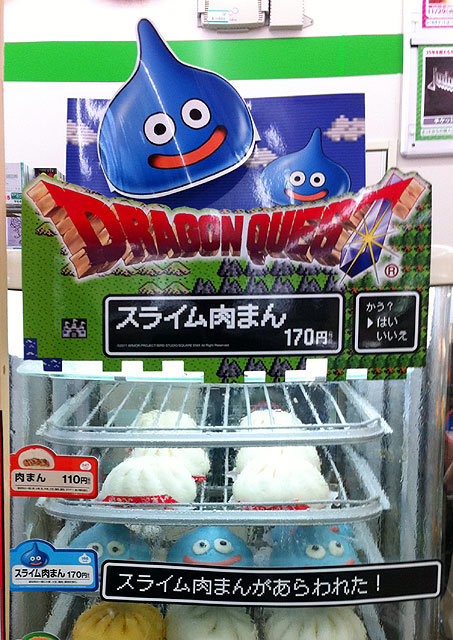 DRAGON QUEST
®
スライム肉まん
170円
かう？
▶はい
いいえ
肉まん 110円
スライム肉まん 170円
スライム肉まんがあらわれた！